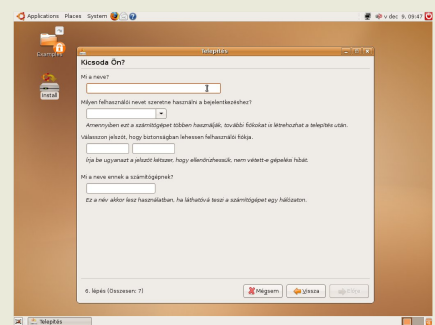 Applications Places System
v dec 9, 09:47
Examples
Install
Telepítés
Kicsoda Ön?
Mi a neve?
Milyen felhasználói nevet szeretne használni a bejelentkezéshez?
Amennyiben ezt a számítógépet többen használják, további fiókokat is létrehozhat a telepítés után.
Válasszon jelszót, hogy biztonságban lehessen felhasználói fiókja.
Írja be ugyanazt a jelszót kétszer, hogy ellenőrizhessük, nem vétett-e gépelési hibát.
Mi a neve ennek a számítógépnek?
Ez a név akkor lesz használatban, ha láthatóvá teszi a számítógépet egy hálózaton.
6. lépés (Összesen: 7)
Mégsem
Vissza
Telepítés